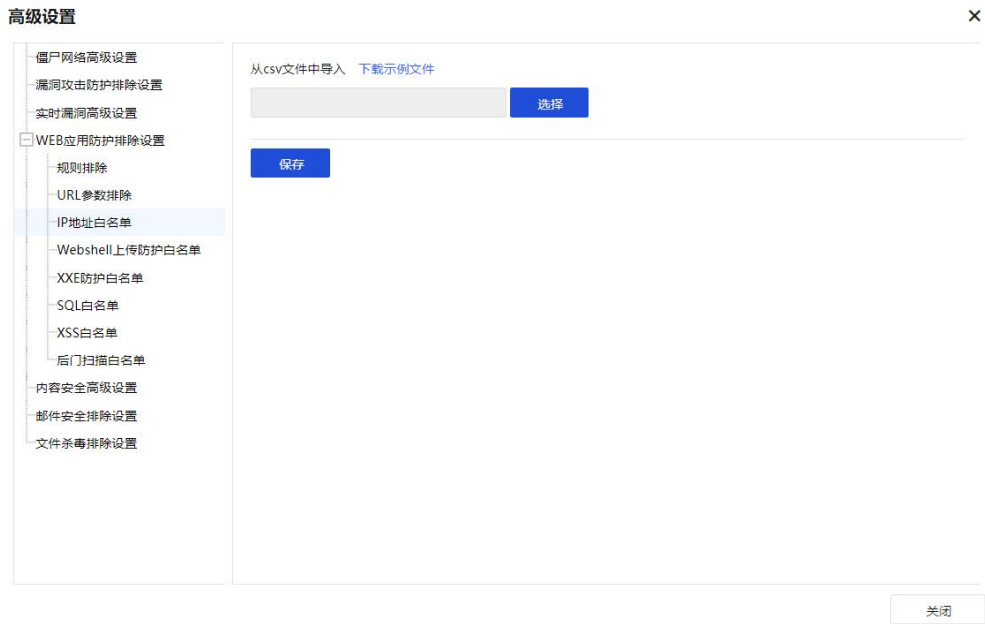 高级设置
僵尸网络高级设置
漏洞攻击防护排除设置
实时漏洞高级设置
WEB应用防护排除设置
规则排除
URL参数排除
IP地址白名单
Webshell上传防护白名单
XXE防护白名单
SQL白名单
XSS白名单
后门扫描白名单
内容安全高级设置
邮件安全排除设置
文件杀毒排除设置
从csv文件中导入 下载示例文件
选择
保存
关闭